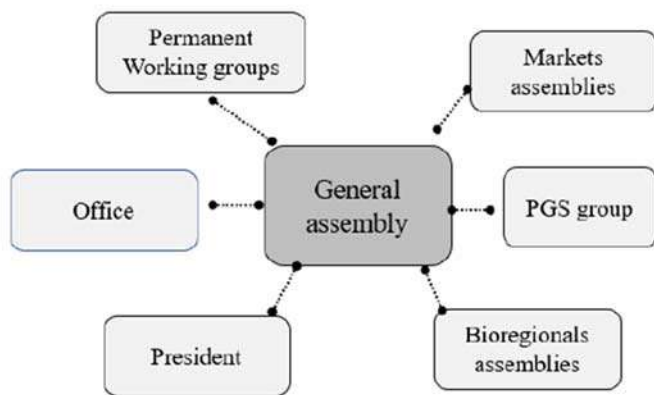 Permanent
Working groups
Markets
assemblies
General
assembly
Office
PGS group
President
Bioregionals
assemblies